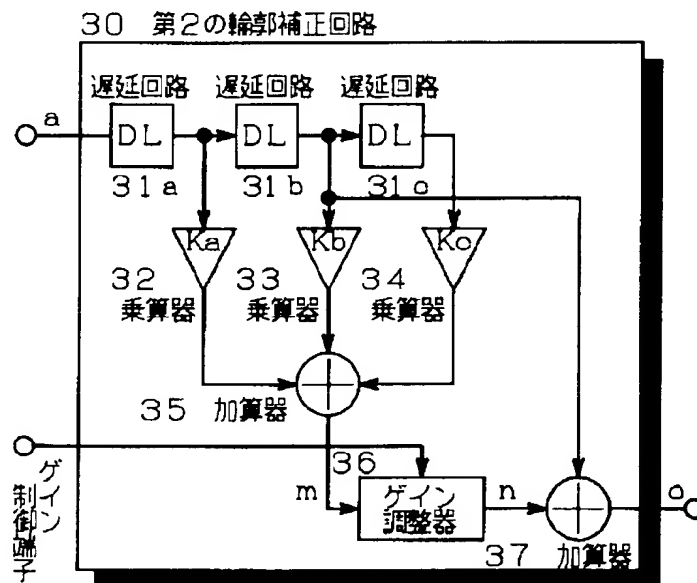 30 第2の輪郭補正回路
遅延回路 遅延回路 遅延回路
a DL DL DL
31a 31b 31c
Ka Kb Kc
32 33 34
乗算器 乗算器 乗算器
35 加算器
36
m ゲイン調整器 n o
37 加算器
ゲイン制御端子